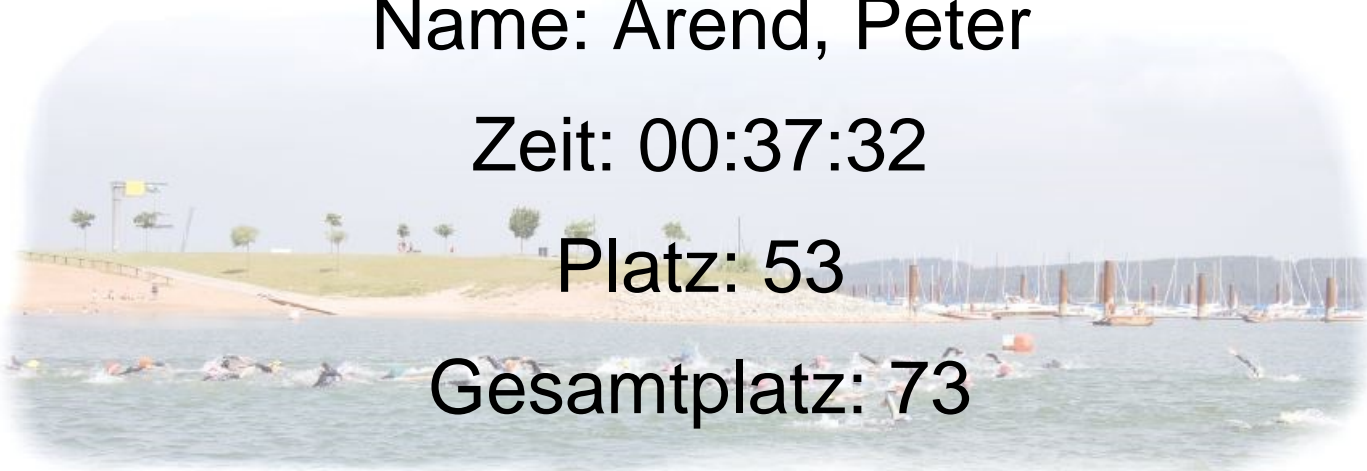 Name: Arend, Peter
Zeit: 00:37:32
Platz: 53
Gesamtplatz: 73